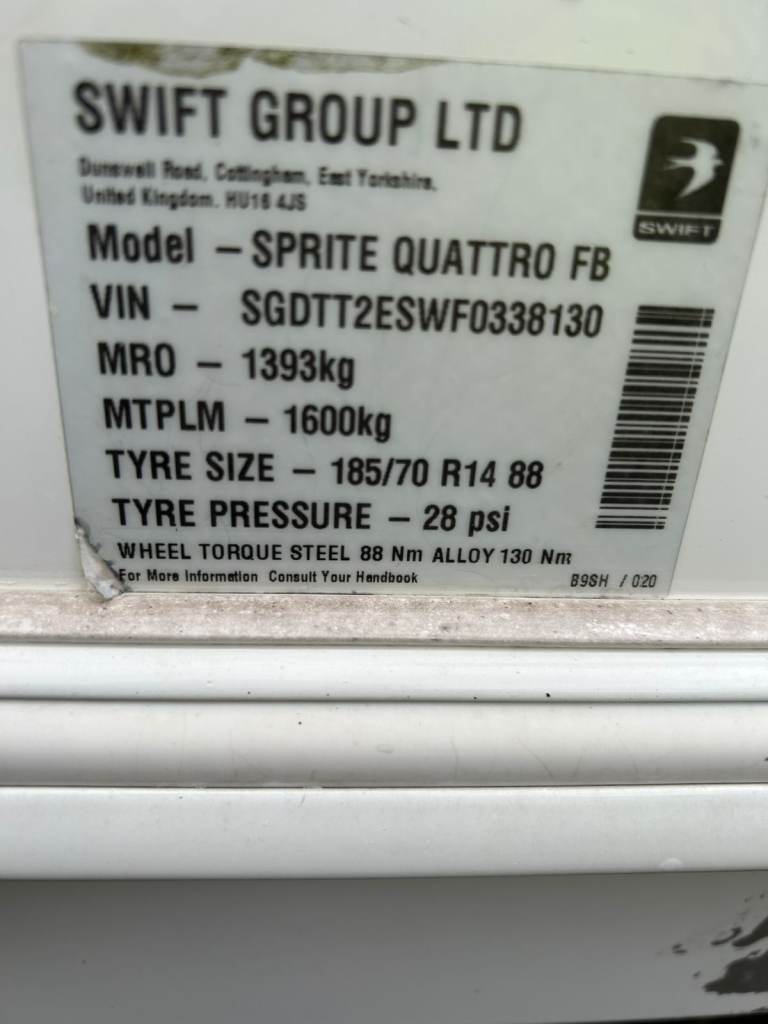 SWIFT GROUP LTD
Dunswell Road, Cottingham, East Yorkshire,
United Kingdom. HU16 4JS
SWIFT
Model – SPRITE QUATTRO FB
VIN – SGDTT2ESWF0338130
MRO – 1393kg
MTPLM – 1600kg
TYRE SIZE – 185/70 R14 88
TYRE PRESSURE – 28 psi
WHEEL TORQUE STEEL 88 Nm ALLOY 130 Nm
For More Information Consult Your Handbook
B9SH / 020